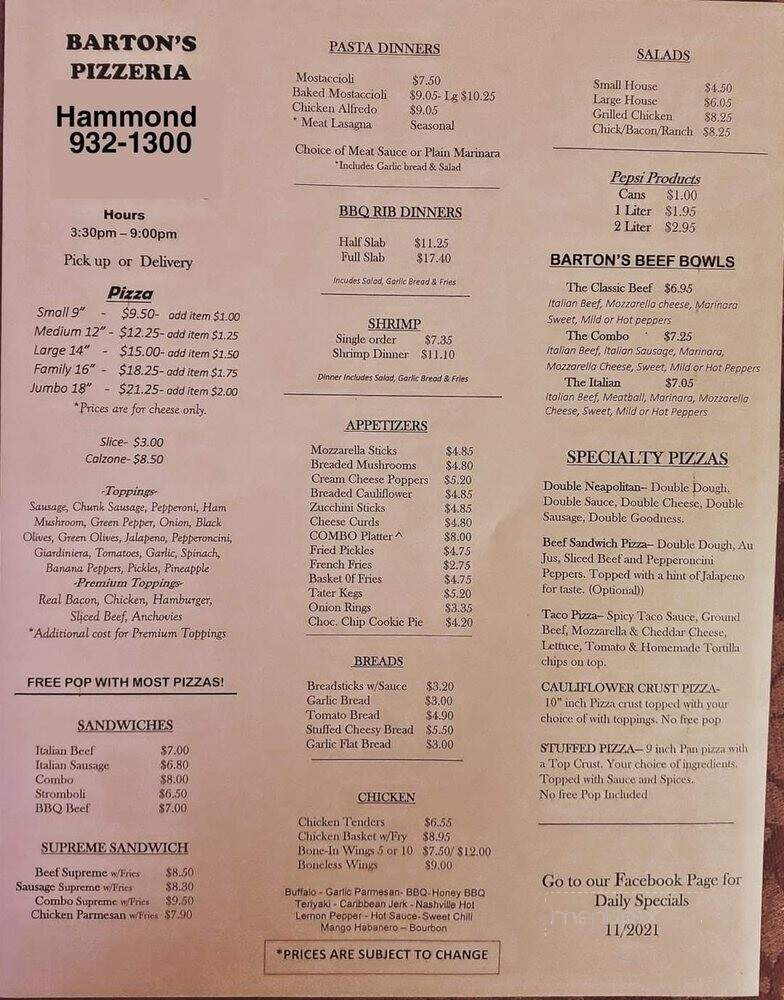 BARTON'S
PIZZERIA
Hammond
932-1300
Hours
3:30pm – 9:00pm
Pick up or Delivery
Pizza
Small 9" - $9.50- add item $1.00
Medium 12" - $12.25- add item $1.25
Large 14" - $15.00- add item $1.50
Family 16" - $18.25- add item $1.75
Jumbo 18" - $21.25- add item $2.00
*Prices are for cheese only.
Slice- $3.00
Calzone- $8.50
-Toppings-
Sausage, Chunk Sausage, Pepperoni, Ham
Mushroom, Green Pepper, Onion, Black
Olives, Green Olives, Jalapeno, Pepperoncini,
Giardiniera, Tomatoes, Garlic, Spinach,
Banana Peppers, Pickles, Pineapple
-Premium Toppings-
Real Bacon, Chicken, Hamburger,
Sliced Beef, Anchovies
*Additional cost for Premium Toppings
FREE POP WITH MOST PIZZAS!
SANDWICHES
Italian Beef $7.00
Italian Sausage $6.80
Combo $8.00
Stromboli $6.50
BBQ Beef $7.00
SUPREME SANDWICH
Beef Supreme w/Fries $8.50
Sausage Supreme w/Fries $8.30
Combo Supreme w/Fries $9.50
Chicken Parmesan w/Fries $7.90
PASTA DINNERS
Mostaccioli $7.50
Baked Mostaccioli $9.05- Lg $10.25
Chicken Alfredo $9.05
* Meat Lasagna Seasonal
Choice of Meat Sauce or Plain Marinara
*Includes Garlic bread & Salad
BBQ RIB DINNERS
Half Slab $11.25
Full Slab $17.40
Incudes Salad, Garlic Bread & Fries
SHRIMP
Single order $7.35
Shrimp Dinner $11.10
Dinner Includes Salad, Garlic Bread & Fries
APPETIZERS
Mozzarella Sticks $4.85
Breaded Mushrooms $4.80
Cream Cheese Poppers $5.20
Breaded Cauliflower $4.85
Zucchini Sticks $4.85
Cheese Curds $4.80
COMBO Platter ^ $8.00
Fried Pickles $4.75
French Fries $2.75
Basket 0f Fries $4.75
Tater Kegs $5.20
Onion Rings $3.35
Choc. Chip Cookie Pie $4.20
BREADS
Breadsticks w/Sauce $3.20
Garlic Bread $3.00
Tomato Bread $4.90
Stuffed Cheesy Bread $5.50
Garlic Flat Bread $3.00
CHICKEN
Chicken Tenders $6.55
Chicken Basket w/Fry $8.95
Bone-In Wings 5 or 10 $7.50/ $12.00
Boneless Wings $9.00
Buffalo - Garlic Parmesan- BBQ-Honey BBQ
Teriyaki - Caribbean Jerk - Nashville Hot
Lemon Pepper - Hot Sauce- Sweet Chili
Mango Habanero – Bourbon
*PRICES ARE SUBJECT TO CHANGE
SALADS
Small House $4.50
Large House $6.05
Grilled Chicken $8.25
Chick/Bacon/Ranch $8.25
Pepsi Products
Cans $1.00
1 Liter $1.95
2 Liter $2.95
BARTON'S BEEF BOWLS
The Classic Beef $6.95
Italian Beef, Mozzarella cheese, Marinara
Sweet, Mild or Hot peppers
The Combo $7.25
Italian Beef, Italian Sausage, Marinara,
Mozzarella Cheese, Sweet, Mild or Hot Peppers
The Italian $7.05
Italian Beef, Meatball, Marinara, Mozzarella
Cheese, Sweet, Mild or Hot Peppers
SPECIALTY PIZZAS
Double Neapolitan– Double Dough,
Double Sauce, Double Cheese, Double
Sausage, Double Goodness.
Beef Sandwich Pizza– Double Dough, Au
Jus, Sliced Beef and Pepperoncini
Peppers. Topped with a hint of Jalapeno
for taste. (Optional))
Taco Pizza– Spicy Taco Sauce, Ground
Beef, Mozzarella & Cheddar Cheese,
Lettuce, Tomato & Homemade Tortilla
chips on top.
CAULIFLOWER CRUST PIZZA-
10" inch Pizza crust topped with your
choice of with toppings. No free pop
STUFFED PIZZA– 9 inch Pan pizza with
a Top Crust. Your choice of ingredients.
Topped with Sauce and Spices.
No free Pop Included
Go to our Facebook Page for
Daily Specials
11/2021